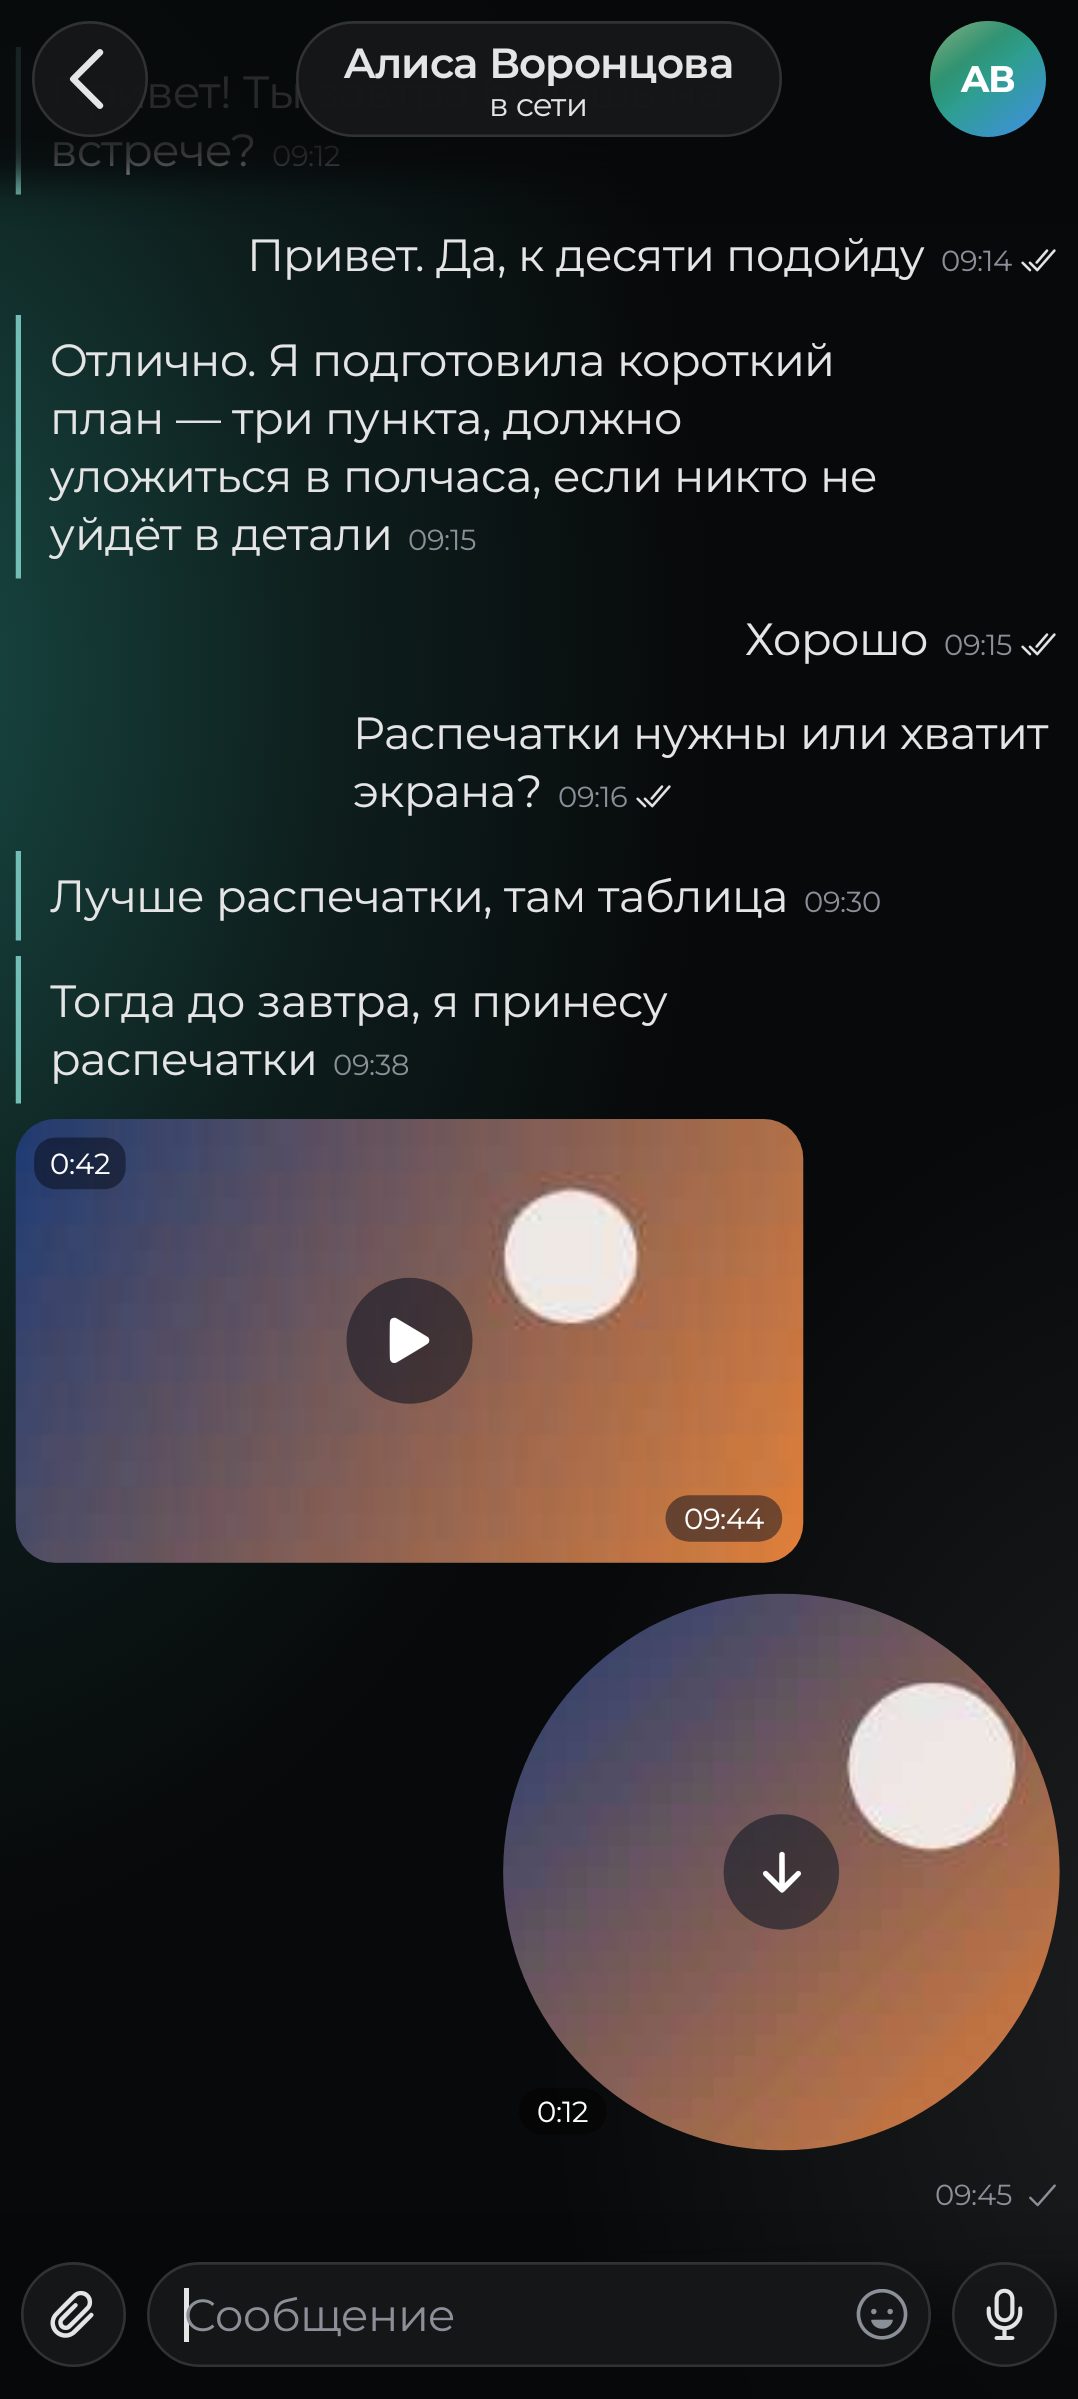 Алиса Воронцова
в сети
АВ
вет! Ты
встрече? 09:12
Привет. Да, к десяти подойду 09:14
Отлично. Я подготовила короткий
план — три пункта, должно
уложиться в полчаса, если никто не
уйдёт в детали 09:15
Хорошо 09:15
Распечатки нужны или хватит
экрана? 09:16
Лучше распечатки, там таблица 09:30
Тогда до завтра, я принесу
распечатки 09:38
0:42
09:44
0:12
09:45
Сообщение